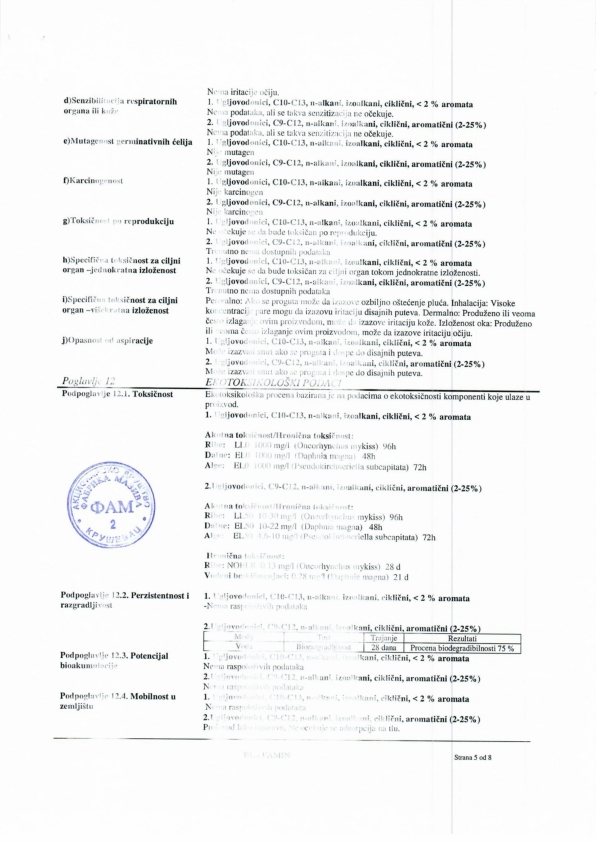 Nema iritacije očiju.
d)Senzibilizacija respiratornih organa ili kože
1. Ugljovodonici, C10-C13, n-alkani, izoalkani, ciklični, < 2 % aromata
Nema podataka, ali se takva senzitizacija ne očekuje.
2. Ugljovodonici, C9-C12, n-alkani, izoalkani, ciklični, aromatični (2-25%)
Nema podataka, ali se takva senzitizacija ne očekuje.
e)Mutagenost germinativnih ćelija
1. Ugljovodonici, C10-C13, n-alkani, izoalkani, ciklični, < 2 % aromata
Nije mutagen
2. Ugljovodonici, C9-C12, n-alkani, izoalkani, ciklični, aromatični (2-25%)
Nije mutagen
f)Karcinogenost
1. Ugljovodonici, C10-C13, n-alkani, izoalkani, ciklični, < 2 % aromata
Nije karcinogen
2. Ugljovodonici, C9-C12, n-alkani, izoalkani, ciklični, aromatični (2-25%)
Nije karcinogen
g)Toksičnost po reprodukciju
1. Ugljovodonici, C10-C13, n-alkani, izoalkani, ciklični, < 2 % aromata
Ne očekuje se da bude toksičan po reprodukciju.
2. Ugljovodonici, C9-C12, n-alkani, izoalkani, ciklični, aromatični (2-25%)
Trenutno nema dostupnih podataka
h)Specifična toksičnost za ciljni organ –jednokratna izloženost
1. Ugljovodonici, C10-C13, n-alkani, izoalkani, ciklični, < 2 % aromata
Ne očekuje se da bude toksičan za ciljni organ tokom jednokratne izloženosti.
2. Ugljovodonici, C9-C12, n-alkani, izoalkani, ciklični, aromatični (2-25%)
Trenutno nema dostupnih podataka
i)Specifična toksičnost za ciljni organ –višekratna izloženost
Peroralno: Ako se proguta može da izazove ozbiljno oštećenje pluća. Inhalacija: Visoke
koncentracije pare mogu da izazovu iritaciju disajnih puteva. Dermalno: Produženo ili veoma
često izlaganje ovim proizvodom, može da izazove iritaciju kože. Izloženost oka: Produženo
ili veoma često izlaganje ovim proizvodom, može da izazove iritaciju očiju.
j)Opasnost od aspiracije
1. Ugljovodonici, C10-C13, n-alkani, izoalkani, ciklični, < 2 % aromata
Može izazvati smrt ako se proguta i dospe do disajnih puteva.
2. Ugljovodonici, C9-C12, n-alkani, izoalkani, ciklični, aromatični (2-25%)
Može izazvati smrt ako se proguta i dospe do disajnih puteva.
Poglavlje 12 EKOTOKSIKOLOŠKI PODACI
Podpoglavlje 12.1. Toksičnost
Ekotoksikološka procena bazirana je na podacima o ekotoksičnosti komponenti koje ulaze u
proizvod.
1. Ugljovodonici, C10-C13, n-alkani, izoalkani, ciklični, < 2 % aromata
Akutna toksičnost/Hronična toksičnost:
Ribe: LL0 1000 mg/l (Oncorhynchus mykiss) 96h
Dafne: EL0 1000 mg/l (Daphnia magna) 48h
Alge: EL0 1000 mg/l (Pseudokirchneriella subcapitata) 72h
ФАБРИКА МАЗИВА
ФАМ
2
КРУШЕВАЦ
2.Ugljovodonici, C9-C12, n-alkani, izoalkani, ciklični, aromatični (2-25%)
Akutna toksičnost/Hronična toksičnost:
Ribe: LL50 10-30 mg/l (Oncorhynchus mykiss) 96h
Dafne: EL50 10-22 mg/l (Daphnia magna) 48h
Alge: EL50 mg/l (Pseudokirchneriella subcapitata) 72h
Hronična toksičnost:
Ribe: 0.13 mg/l (Oncorhynchus mykiss) 28 d
Vodeni 0.28 mg/l (Daphnia magna) 21 d
Podpoglavlje 12.2. Perzistentnost i razgradljivost
1. Ugljovodonici, C10-C13, n-alkani, izoalkani, ciklični, < 2 % aromata
-Nema raspoloživih podataka
2.Ugljovodonici, C9-C12, n-alkani, izoalkani, ciklični, aromatični (2-25%)
Trajanje Rezultati
Voda Biorazgradljivost 28 dana Procena biodegradibilnosti 75 %
Podpoglavlje 12.3. Potencijal bioakumulacije
1. Ugljovodonici, C10-C13, n-alkani, izoalkani, ciklični, < 2 % aromata
Nema raspoloživih podataka
2. Ugljovodonici, C9-C12, n-alkani, izoalkani, ciklični, aromatični (2-25%)
Nema raspoloživih podataka
Podpoglavlje 12.4. Mobilnost u zemljištu
1. Ugljovodonici, C10-C13, n-alkani, izoalkani, ciklični, < 2 % aromata
Nema raspoloživih podataka
2.Ugljovodonici, C9-C12, n-alkani, izoalkani, ciklični, aromatični (2-25%)
se adsorpcija na tlu.
Strana 5 od 8